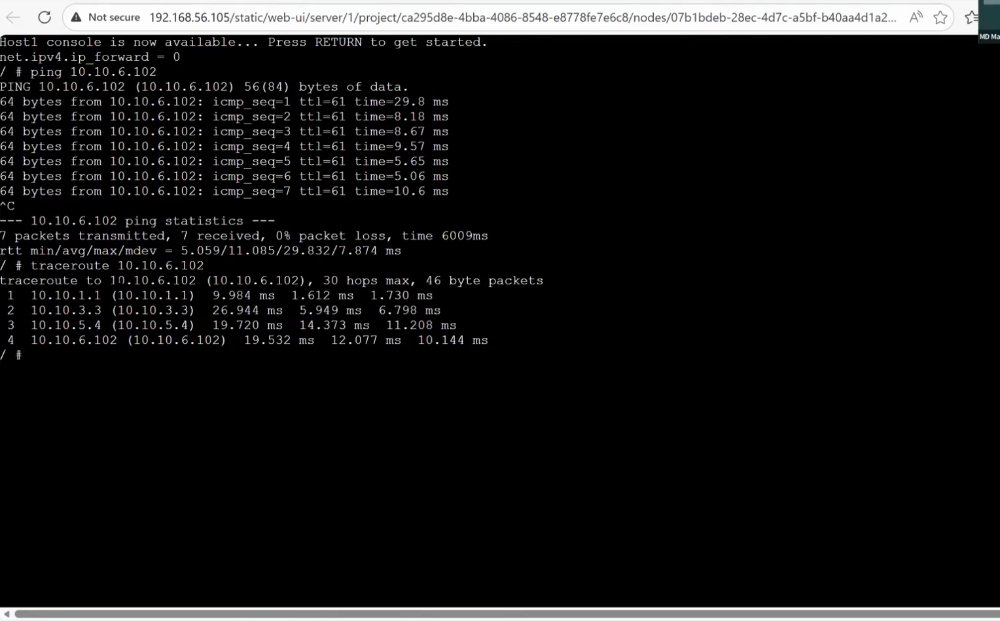 Not secure 192.168.56.105/static/web-ui/server/1/project/ca295d8e-4bba-4086-8548-e8778fe7e6c8/nodes/07b1bdeb-28ec-4d7c-a5bf-b40aa4d1a2...
MD Ma
Host1 console is now available... Press RETURN to get started.
net.ipv4.ip_forward = 0
/ # ping 10.10.6.102
PING 10.10.6.102 (10.10.6.102) 56(84) bytes of data.
64 bytes from 10.10.6.102: icmp_seq=1 ttl=61 time=29.8 ms
64 bytes from 10.10.6.102: icmp_seq=2 ttl=61 time=8.18 ms
64 bytes from 10.10.6.102: icmp_seq=3 ttl=61 time=8.67 ms
64 bytes from 10.10.6.102: icmp_seq=4 ttl=61 time=9.57 ms
64 bytes from 10.10.6.102: icmp_seq=5 ttl=61 time=5.65 ms
64 bytes from 10.10.6.102: icmp_seq=6 ttl=61 time=5.06 ms
64 bytes from 10.10.6.102: icmp_seq=7 ttl=61 time=10.6 ms
^C
--- 10.10.6.102 ping statistics ---
7 packets transmitted, 7 received, 0% packet loss, time 6009ms
rtt min/avg/max/mdev = 5.059/11.085/29.832/7.874 ms
/ # traceroute 10.10.6.102
traceroute to 10.10.6.102 (10.10.6.102), 30 hops max, 46 byte packets
1 10.10.1.1 (10.10.1.1) 9.984 ms 1.612 ms 1.730 ms
2 10.10.3.3 (10.10.3.3) 26.944 ms 5.949 ms 6.798 ms
3 10.10.5.4 (10.10.5.4) 19.720 ms 14.373 ms 11.208 ms
4 10.10.6.102 (10.10.6.102) 19.532 ms 12.077 ms 10.144 ms
/ #